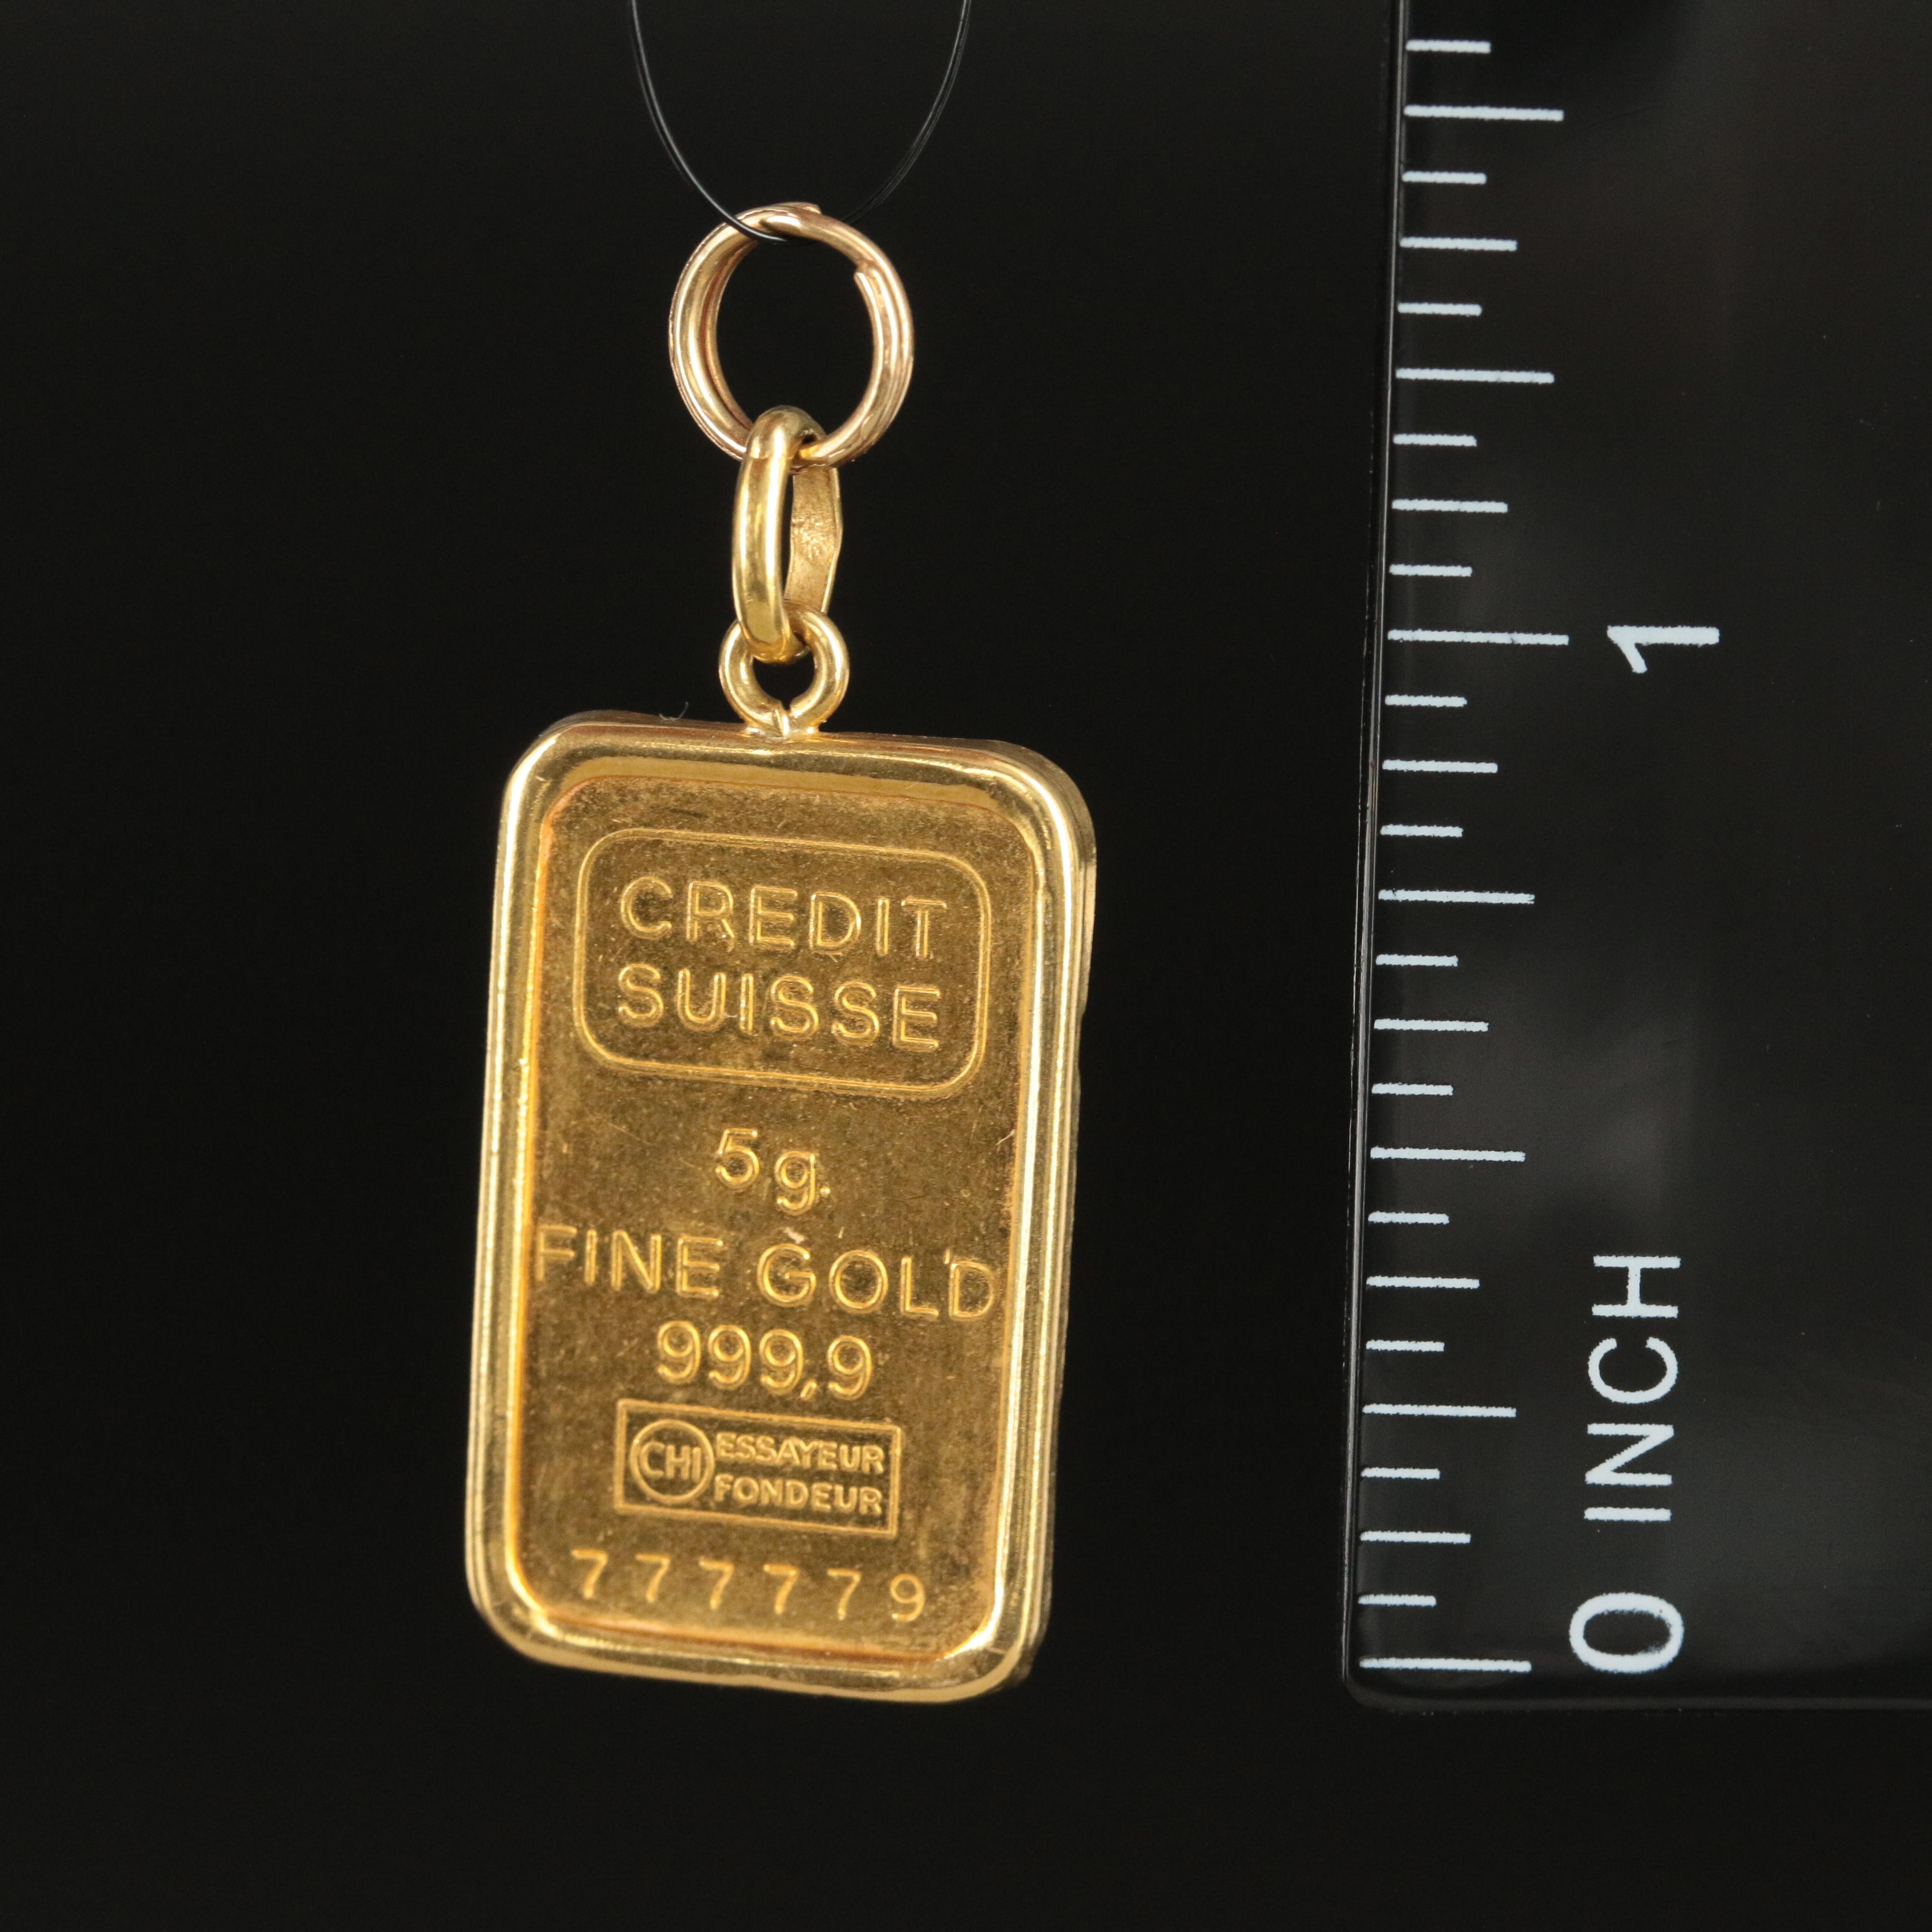 CREDIT
SUISSE
5g
FINE GOLD
999,9
CHI ESSAYEUR
FONDEUR
777779
1
0 INCH